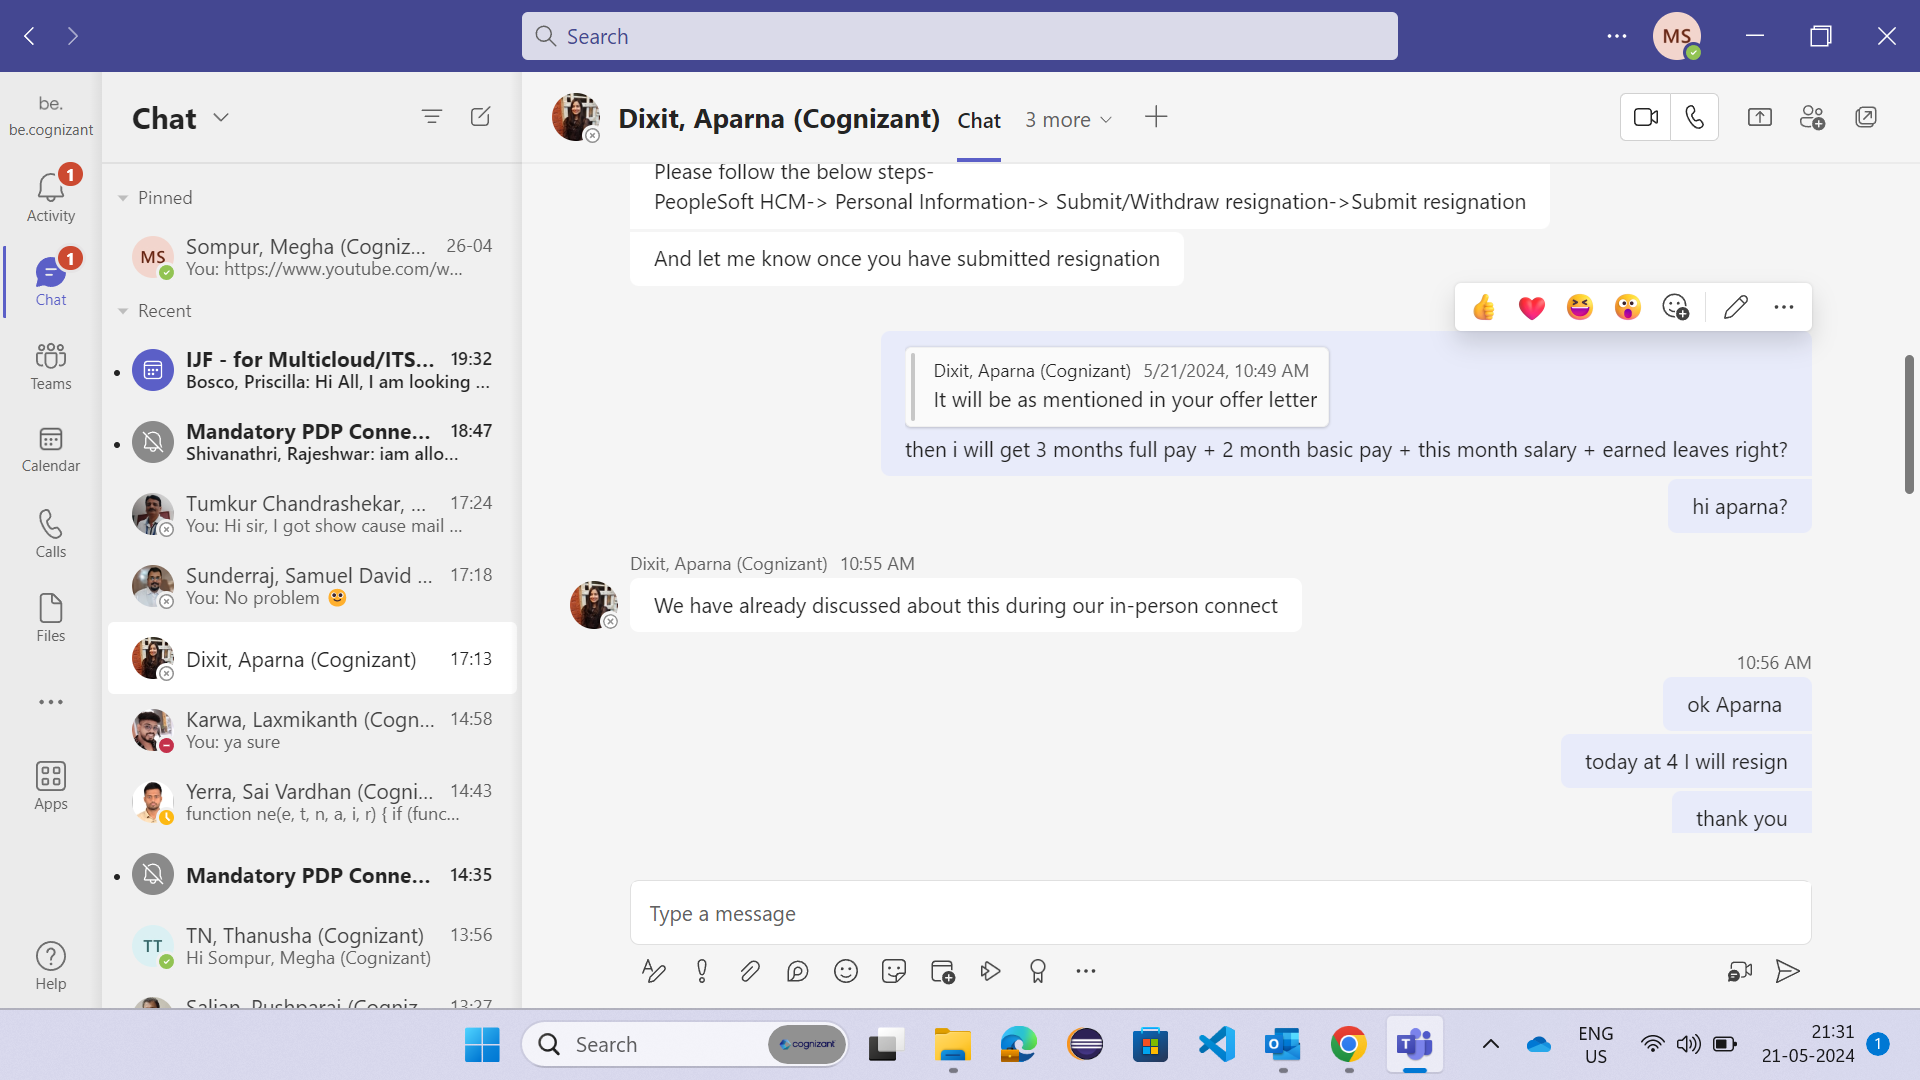 Search
MS
be.
be.cognizant
1
Activity
1
Chat
Teams
Calendar
Calls
Files
Apps
Help
Chat
Pinned
MS
Sompur, Megha (Cogniz... 26-04
You: https://www.youtube.com/w...
Recent
IJF - for Multicloud/ITS... 19:32
Bosco, Priscilla: Hi All, I am looking ...
Mandatory PDP Conne... 18:47
Shivanathri, Rajeshwar: iam allo...
Tumkur Chandrashekar, ... 17:24
You: Hi sir, I got show cause mail ...
Sunderraj, Samuel David ... 17:18
You: No problem
Dixit, Aparna (Cognizant) 17:13
Karwa, Laxmikanth (Cogn... 14:58
You: ya sure
Yerra, Sai Vardhan (Cogni... 14:43
function ne(e, t, n, a, i, r) { if (func...
Mandatory PDP Conne... 14:35
TT
TN, Thanusha (Cognizant) 13:56
Hi Sompur, Megha (Cognizant)
Salian, Pushparaj (Cogniz... 13:27
Dixit, Aparna (Cognizant) Chat 3 more
Please follow the below steps-
PeopleSoft HCM-> Personal Information-> Submit/Withdraw resignation->Submit resignation
And let me know once you have submitted resignation
Dixit, Aparna (Cognizant) 5/21/2024, 10:49 AM
It will be as mentioned in your offer letter
then i will get 3 months full pay + 2 month basic pay + this month salary + earned leaves right?
hi aparna?
Dixit, Aparna (Cognizant) 10:55 AM
We have already discussed about this during our in-person connect
10:56 AM
ok Aparna
today at 4 I will resign
thank you
Type a message
Search
cognizant
ENG
US
21:31
21-05-2024
1